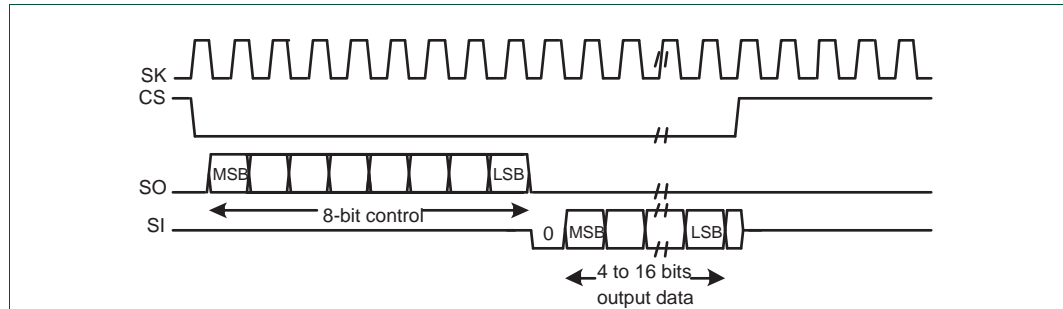 SK
CS
SO
MSB LSB
8-bit control
SI
0 MSB LSB
4 to 16 bits
output data